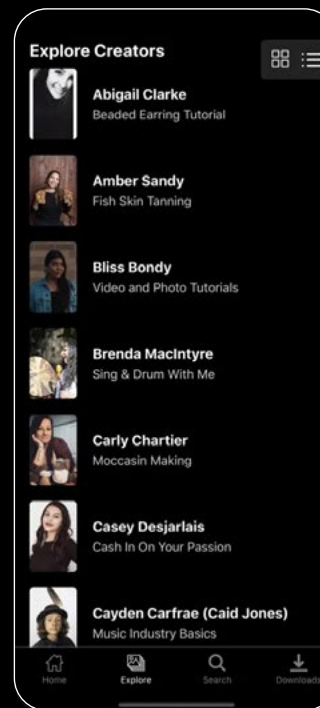 Explore Creators
Abigail Clarke
Beaded Earring Tutorial
Amber Sandy
Fish Skin Tanning
Bliss Bondy
Video and Photo Tutorials
Brenda MacIntyre
Sing & Drum With Me
Carly Chartier
Moccasin Making
Casey Desjarlais
Cash In On Your Passion
Cayden Carfrae (Caid Jones)
Music Industry Basics
Home Explore Search Downloads